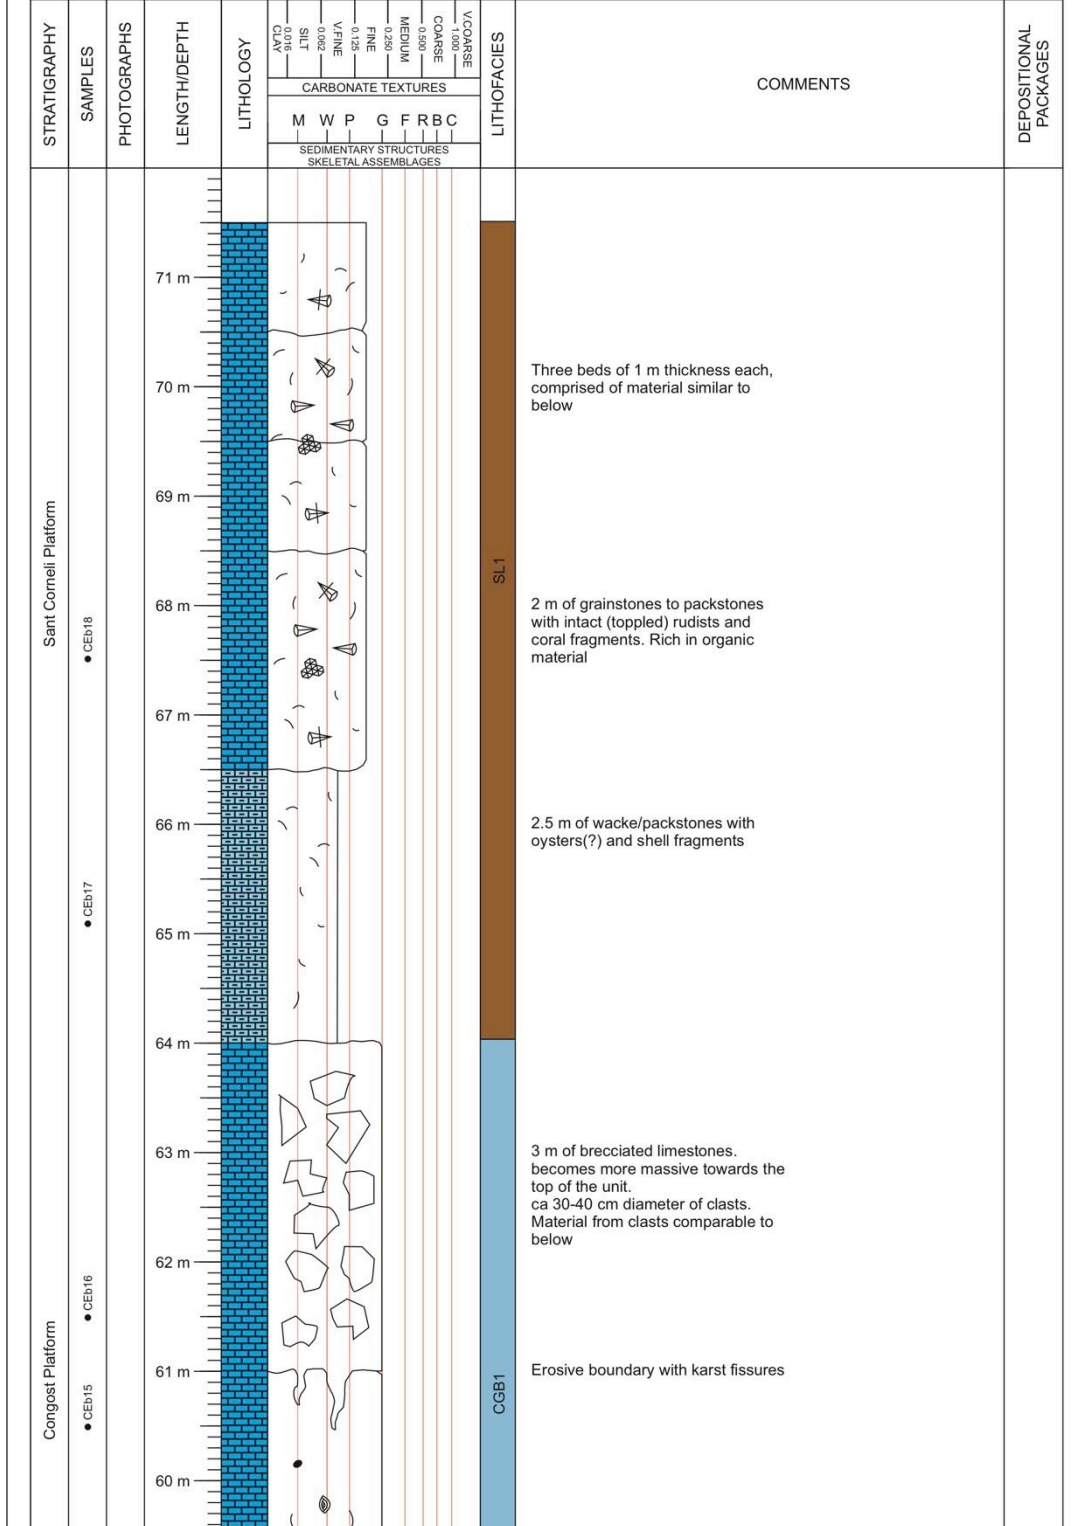 STRATIGRAPHY
SAMPLES
PHOTOGRAPHS
LENGTH/DEPTH
LITHOLOGY
CLAY
0.016
SILT
0.062
V.FINE
0.125
FINE
0.250
MEDIUM
0.500
COARSE
1.000
V.COARSE
CARBONATE TEXTURES
M W P G F R B C
SEDIMENTARY STRUCTURES
SKELETAL ASSEMBLAGES
LITHOFACIES
COMMENTS
DEPOSITIONAL
PACKAGES
71 m
70 m
Three beds of 1 m thickness each,
comprised of material similar to
below
69 m
Sant Corneli Platform
SL1
68 m
2 m of grainstones to packstones
with intact (toppled) rudists and
coral fragments. Rich in organic
material
CEb18
67 m
66 m
2.5 m of wacke/packstones with
oysters(?) and shell fragments
CEb17
65 m
64 m
63 m
3 m of brecciated limestones.
becomes more massive towards the
top of the unit.
ca 30-40 cm diameter of clasts.
Material from clasts comparable to
below
62 m
CEb16
61 m
Erosive boundary with karst fissures
Congost Platform
CEb15
CGB1
60 m